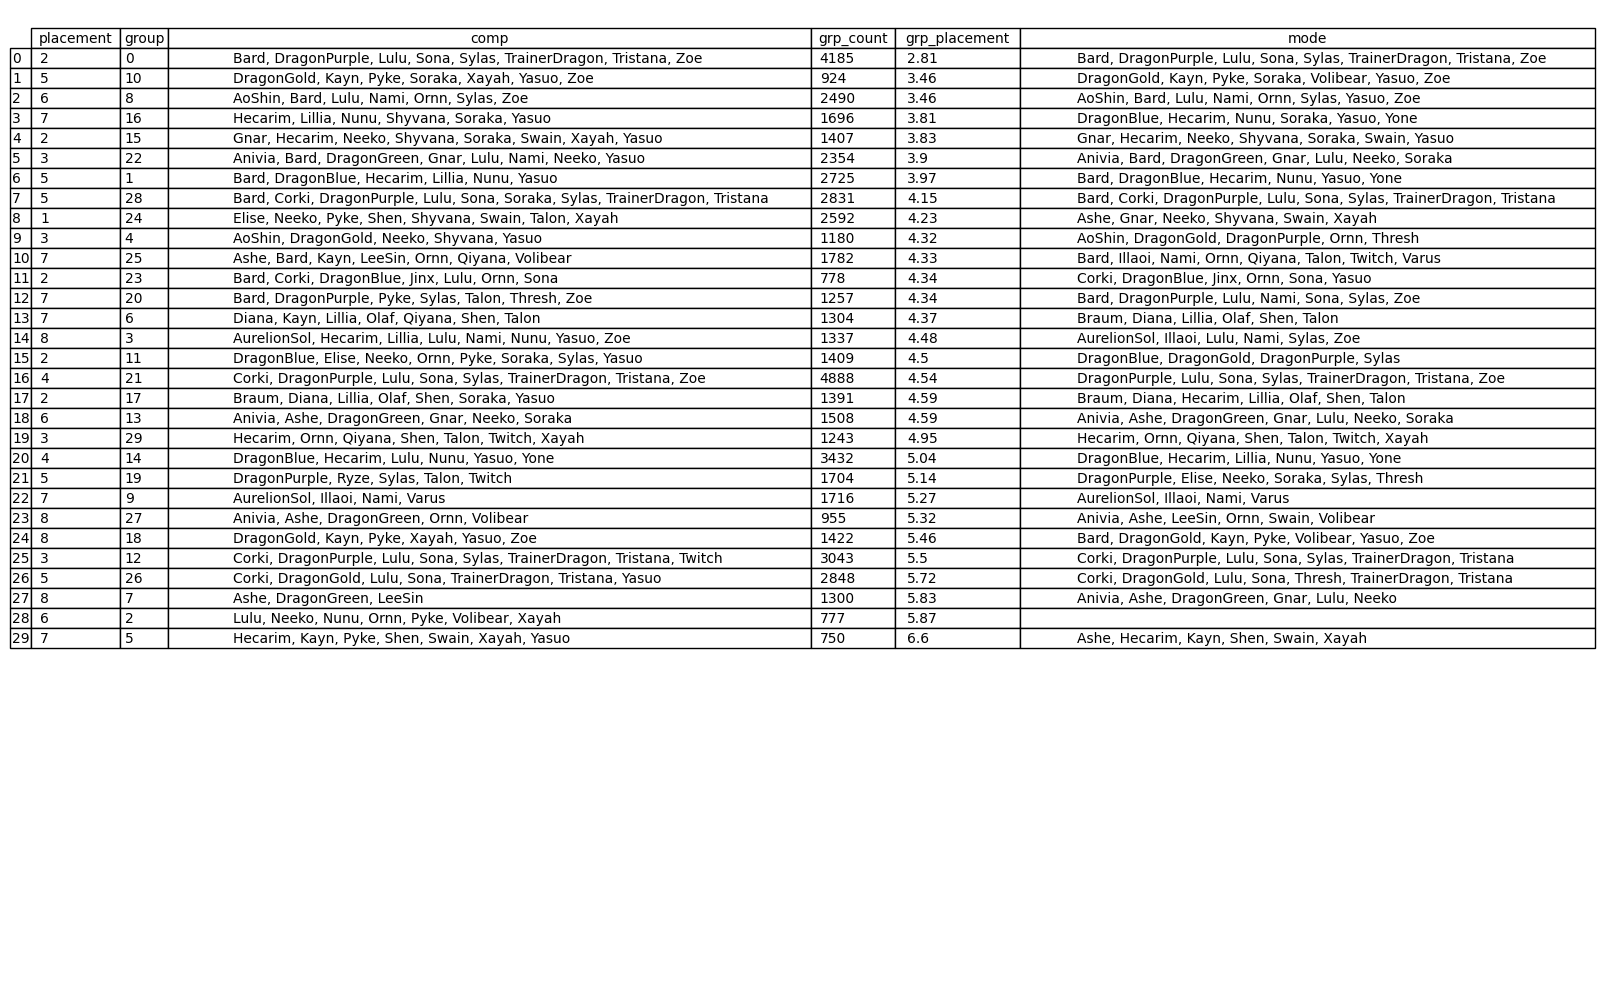 placement group comp grp_count grp_placement mode
0 2 0 Bard, DragonPurple, Lulu, Sona, Sylas, TrainerDragon, Tristana, Zoe 4185 2.81 Bard, DragonPurple, Lulu, Sona, Sylas, TrainerDragon, Tristana, Zoe
1 5 10 DragonGold, Kayn, Pyke, Soraka, Xayah, Yasuo, Zoe 924 3.46 DragonGold, Kayn, Pyke, Soraka, Volibear, Yasuo, Zoe
2 6 8 AoShin, Bard, Lulu, Nami, Ornn, Sylas, Zoe 2490 3.46 AoShin, Bard, Lulu, Nami, Ornn, Sylas, Yasuo, Zoe
3 7 16 Hecarim, Lillia, Nunu, Shyvana, Soraka, Yasuo 1696 3.81 DragonBlue, Hecarim, Nunu, Soraka, Yasuo, Yone
4 2 15 Gnar, Hecarim, Neeko, Shyvana, Soraka, Swain, Xayah, Yasuo 1407 3.83 Gnar, Hecarim, Neeko, Shyvana, Soraka, Swain, Yasuo
5 3 22 Anivia, Bard, DragonGreen, Gnar, Lulu, Nami, Neeko, Yasuo 2354 3.9 Anivia, Bard, DragonGreen, Gnar, Lulu, Neeko, Soraka
6 5 1 Bard, DragonBlue, Hecarim, Lillia, Nunu, Yasuo 2725 3.97 Bard, DragonBlue, Hecarim, Nunu, Yasuo, Yone
7 5 28 Bard, Corki, DragonPurple, Lulu, Sona, Soraka, Sylas, TrainerDragon, Tristana 2831 4.15 Bard, Corki, DragonPurple, Lulu, Sona, Sylas, TrainerDragon, Tristana
8 1 24 Elise, Neeko, Pyke, Shen, Shyvana, Swain, Talon, Xayah 2592 4.23 Ashe, Gnar, Neeko, Shyvana, Swain, Xayah
9 3 4 AoShin, DragonGold, Neeko, Shyvana, Yasuo 1180 4.32 AoShin, DragonGold, DragonPurple, Ornn, Thresh
10 7 25 Ashe, Bard, Kayn, LeeSin, Ornn, Qiyana, Volibear 1782 4.33 Bard, Illaoi, Nami, Ornn, Qiyana, Talon, Twitch, Varus
11 2 23 Bard, Corki, DragonBlue, Jinx, Lulu, Ornn, Sona 778 4.34 Corki, DragonBlue, Jinx, Ornn, Sona, Yasuo
12 7 20 Bard, DragonPurple, Pyke, Sylas, Talon, Thresh, Zoe 1257 4.34 Bard, DragonPurple, Lulu, Nami, Sona, Sylas, Zoe
13 7 6 Diana, Kayn, Lillia, Olaf, Qiyana, Shen, Talon 1304 4.37 Braum, Diana, Lillia, Olaf, Shen, Talon
14 8 3 AurelionSol, Hecarim, Lillia, Lulu, Nami, Nunu, Yasuo, Zoe 1337 4.48 AurelionSol, Illaoi, Lulu, Nami, Sylas, Zoe
15 2 11 DragonBlue, Elise, Neeko, Ornn, Pyke, Soraka, Sylas, Yasuo 1409 4.5 DragonBlue, DragonGold, DragonPurple, Sylas
16 4 21 Corki, DragonPurple, Lulu, Sona, Sylas, TrainerDragon, Tristana, Zoe 4888 4.54 DragonPurple, Lulu, Sona, Sylas, TrainerDragon, Tristana, Zoe
17 2 17 Braum, Diana, Lillia, Olaf, Shen, Soraka, Yasuo 1391 4.59 Braum, Diana, Hecarim, Lillia, Olaf, Shen, Talon
18 6 13 Anivia, Ashe, DragonGreen, Gnar, Neeko, Soraka 1508 4.59 Anivia, Ashe, DragonGreen, Gnar, Lulu, Neeko, Soraka
19 3 29 Hecarim, Ornn, Qiyana, Shen, Talon, Twitch, Xayah 1243 4.95 Hecarim, Ornn, Qiyana, Shen, Talon, Twitch, Xayah
20 4 14 DragonBlue, Hecarim, Lulu, Nunu, Yasuo, Yone 3432 5.04 DragonBlue, Hecarim, Lillia, Nunu, Yasuo, Yone
21 5 19 DragonPurple, Ryze, Sylas, Talon, Twitch 1704 5.14 DragonPurple, Elise, Neeko, Soraka, Sylas, Thresh
22 7 9 AurelionSol, Illaoi, Nami, Varus 1716 5.27 AurelionSol, Illaoi, Nami, Varus
23 8 27 Anivia, Ashe, DragonGreen, Ornn, Volibear 955 5.32 Anivia, Ashe, LeeSin, Ornn, Swain, Volibear
24 8 18 DragonGold, Kayn, Pyke, Xayah, Yasuo, Zoe 1422 5.46 Bard, DragonGold, Kayn, Pyke, Volibear, Yasuo, Zoe
25 3 12 Corki, DragonPurple, Lulu, Sona, Sylas, TrainerDragon, Tristana, Twitch 3043 5.5 Corki, DragonPurple, Lulu, Sona, Sylas, TrainerDragon, Tristana
26 5 26 Corki, DragonGold, Lulu, Sona, TrainerDragon, Tristana, Yasuo 2848 5.72 Corki, DragonGold, Lulu, Sona, Thresh, TrainerDragon, Tristana
27 8 7 Ashe, DragonGreen, LeeSin 1300 5.83 Anivia, Ashe, DragonGreen, Gnar, Lulu, Neeko
28 6 2 Lulu, Neeko, Nunu, Ornn, Pyke, Volibear, Xayah 777 5.87
29 7 5 Hecarim, Kayn, Pyke, Shen, Swain, Xayah, Yasuo 750 6.6 Ashe, Hecarim, Kayn, Shen, Swain, Xayah